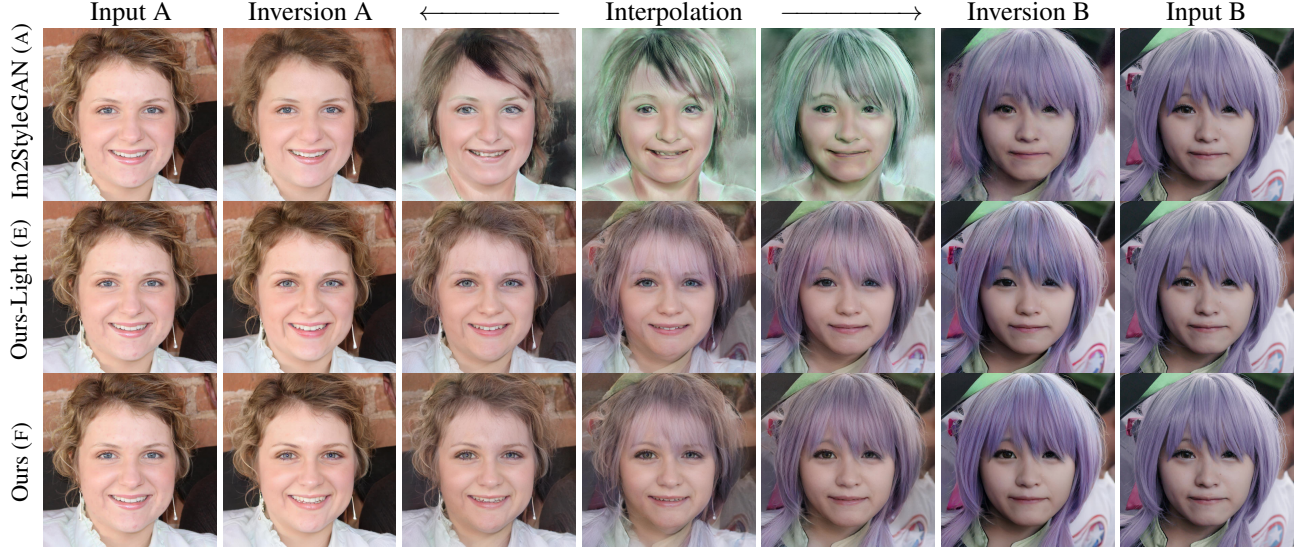 Input A Inversion A ← Interpolation → Inversion B Input B
Im2StyleGAN (A)
Ours-Light (E)
Ours (F)